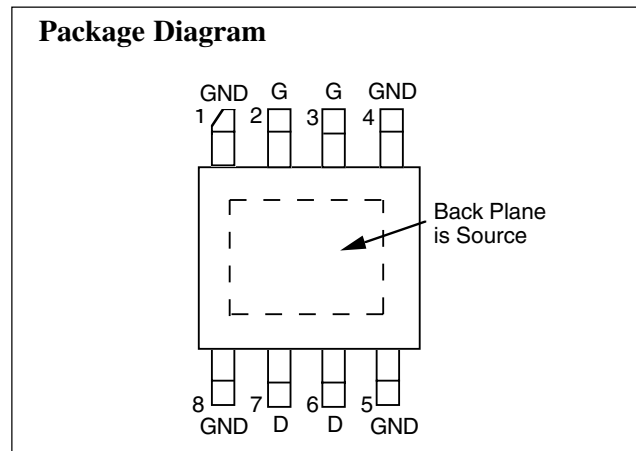 Package Diagram
GND G G GND
1 2 3 4
Back Plane
is Source
8 7 6 5
GND D D GND